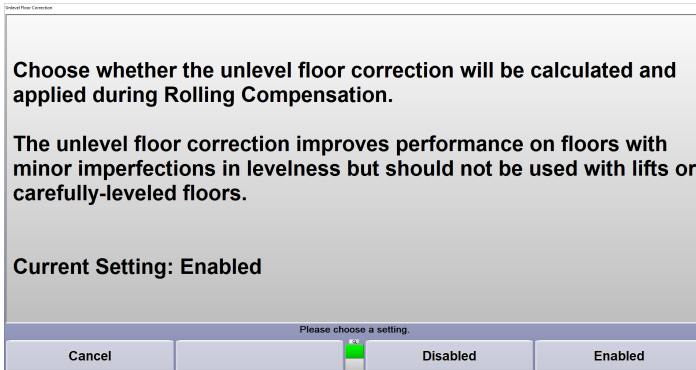 Unlevel Floor Correction
Choose whether the unlevel floor correction will be calculated and
applied during Rolling Compensation.
The unlevel floor correction improves performance on floors with
minor imperfections in levelness but should not be used with lifts or
carefully-leveled floors.
Current Setting: Enabled
Please choose a setting.
Cancel
Disabled
Enabled